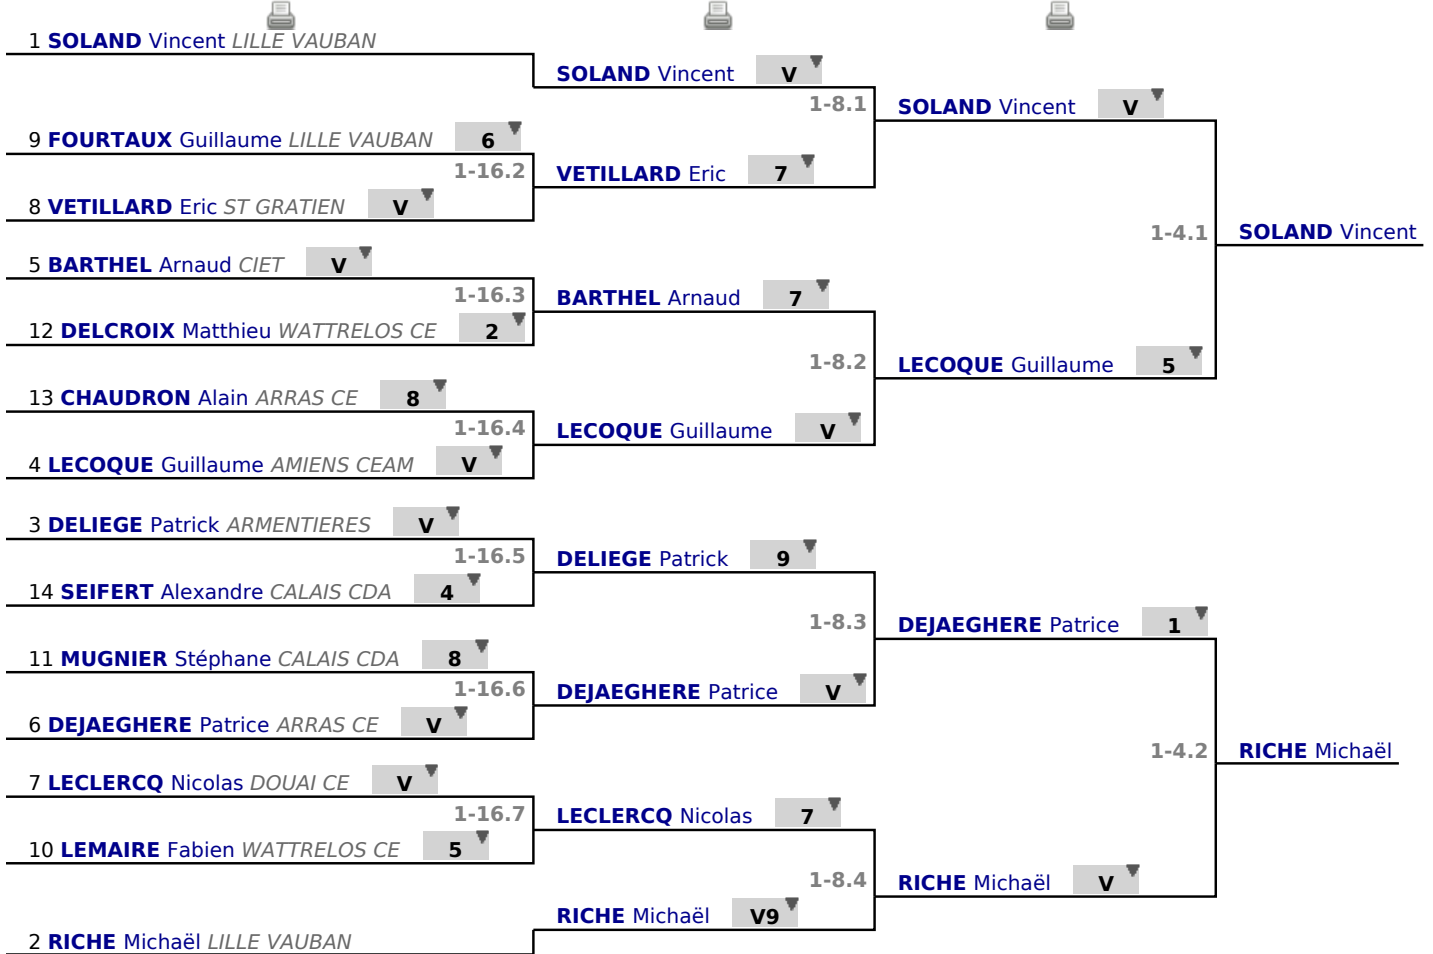 1 SOLAND Vincent LILLE VAUBAN
9 FOURTAUX Guillaume LILLE VAUBAN 6
1-16.2
8 VETILLARD Eric ST GRATIEN V
5 BARTHEL Arnaud CIET V
1-16.3
12 DELCROIX Matthieu WATTRELOS CE 2
13 CHAUDRON Alain ARRAS CE 8
1-16.4
4 LECOQUE Guillaume AMIENS CEAM V
3 DELIEGE Patrick ARMENTIERES V
1-16.5
14 SEIFERT Alexandre CALAIS CDA 4
11 MUGNIER Stéphane CALAIS CDA 8
1-16.6
6 DEJAEGHERE Patrice ARRAS CE V
7 LECLERCQ Nicolas DOUAI CE V
1-16.7
10 LEMAIRE Fabien WATTRELOS CE 5
2 RICHE Michaël LILLE VAUBAN
SOLAND Vincent V
1-8.1
VETILLARD Eric 7
BARTHEL Arnaud 7
1-8.2
LECOQUE Guillaume V
DELIEGE Patrick 9
1-8.3
DEJAEGHERE Patrice V
LECLERCQ Nicolas 7
1-8.4
RICHE Michaël V9
SOLAND Vincent V
1-4.1
LECOQUE Guillaume 5
DEJAEGHERE Patrice 1
1-4.2
RICHE Michaël V
SOLAND Vincent
RICHE Michaël